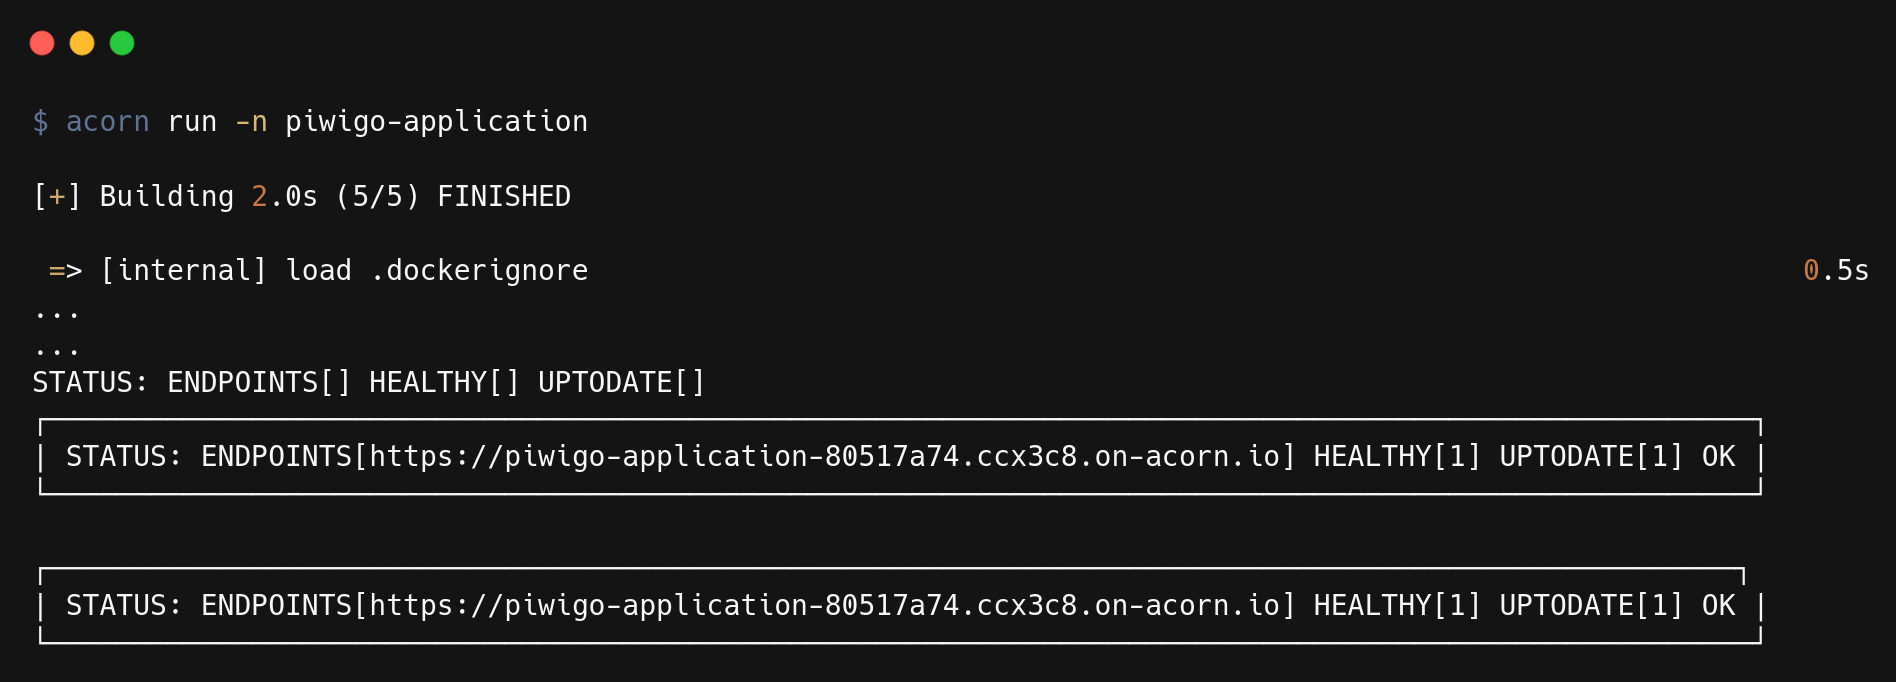 $ acorn run -n piwigo-application
[+] Building 2.0s (5/5) FINISHED
=> [internal] load .dockerignore 0.5s
...
...
STATUS: ENDPOINTS[] HEALTHY[] UPTODATE[]
| STATUS: ENDPOINTS[https://piwigo-application-80517a74.ccx3c8.on-acorn.io] HEALTHY[1] UPTODATE[1] OK |
| STATUS: ENDPOINTS[https://piwigo-application-80517a74.ccx3c8.on-acorn.io] HEALTHY[1] UPTODATE[1] OK |